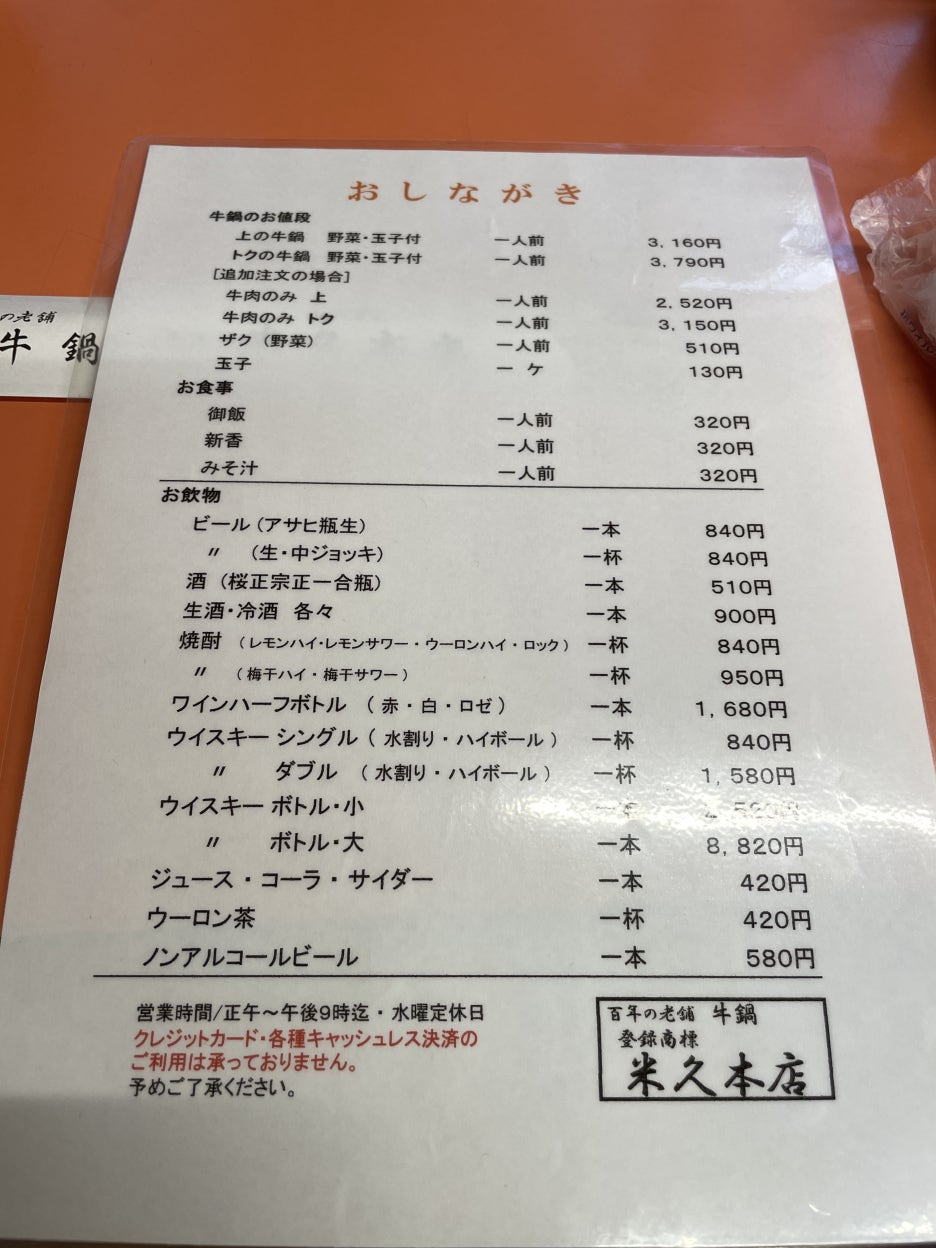 おしながき
牛鍋のお値段
上の牛鍋 野菜・玉子付 一人前 3,160円
トクの牛鍋 野菜・玉子付 一人前 3,790円
[追加注文の場合]
牛肉のみ 上 一人前 2,520円
牛肉のみ トク 一人前 3,150円
ザク (野菜) 一人前 510円
玉子 一ケ 130円
お食事
御飯 一人前 320円
新香 一人前 320円
みそ汁 一人前 320円
お飲物
ビール (アサヒ瓶生) 一本 840円
〃 (生・中ジョッキ) 一杯 840円
酒 (桜正宗正一合瓶) 一本 510円
生酒・冷酒 各々 一本 900円
焼酎 (レモンハイ・レモンサワー・ウーロンハイ・ロック) 一杯 840円
〃 (梅干ハイ・梅干サワー) 一杯 950円
ワインハーフボトル (赤・白・ロゼ) 一本 1,680円
ウイスキー シングル (水割り・ハイボール) 一杯 840円
〃 ダブル (水割り・ハイボール) 一杯 1,580円
ウイスキー ボトル・小 一本
〃 ボトル・大 一本 8,820円
ジュース・コーラ・サイダー 一本 420円
ウーロン茶 一杯 420円
ノンアルコールビール 一本 580円
営業時間/正午～午後9時迄・水曜定休日
クレジットカード・各種キャッシュレス決済の
ご利用は承っておりません。
予めご了承ください。
百年の老舗 牛鍋
登録商標
米久本店
の老舗
牛鍋